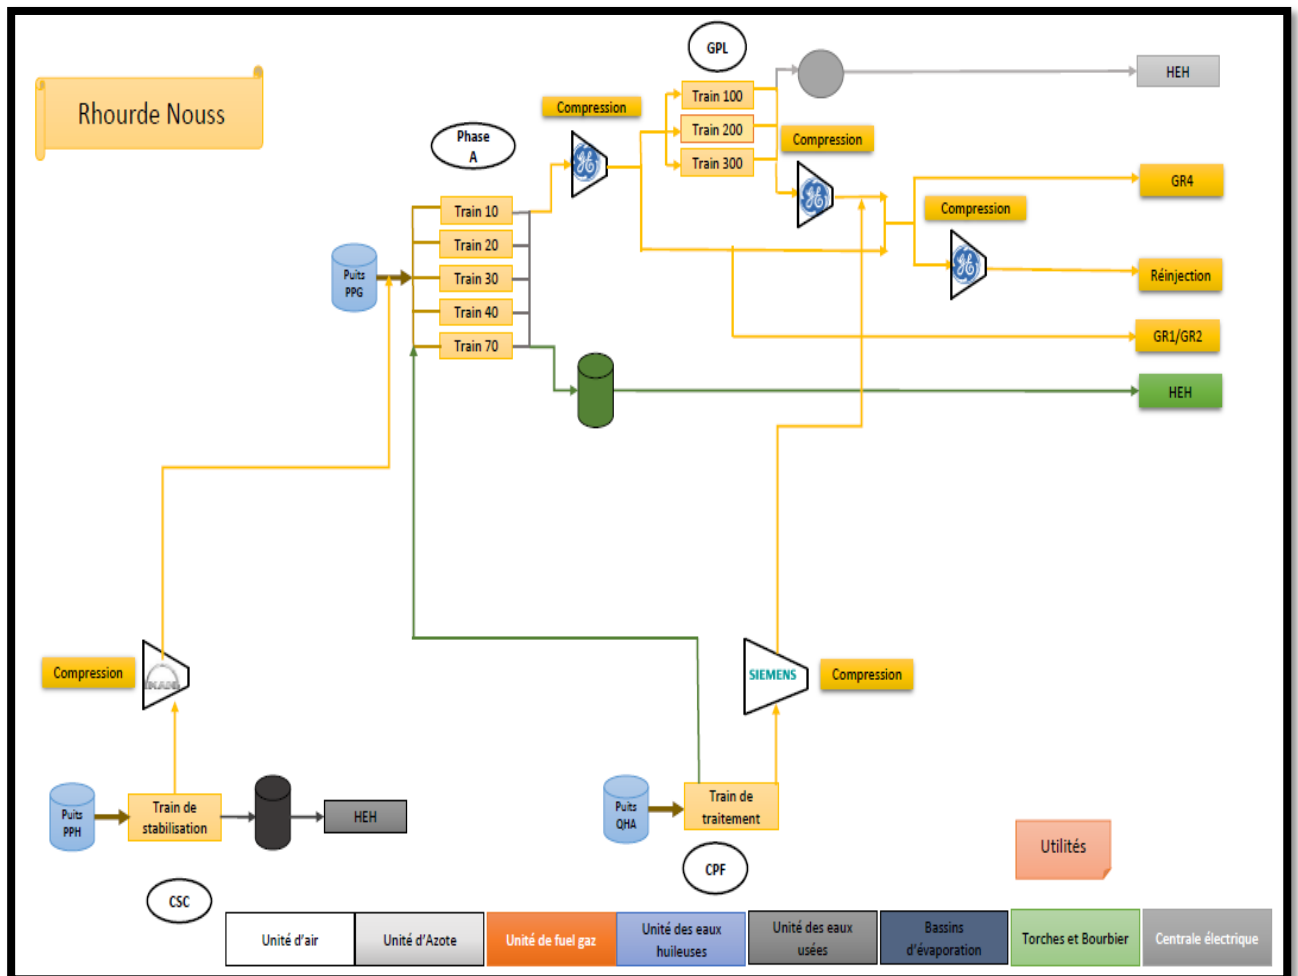 Rhourde Nouss
GPL
HEH
Train 100
Compression
Train 200
Phase
A
Compression
Train 300
GR4
Train 10
Compression
Train 20
Puits
PPG
Train 30
Réinjection
Train 40
GR1/GR2
Train 70
HEH
Compression
MAN
SIEMENS
Compression
Puits
PPH
Train de
stabilisation
HEH
Puits
QHA
Train de
traitement
Utilités
CPF
CSC
Unité d'air
Unité d'Azote
Unité de fuel gaz
Unité des eaux
huileuses
Unité des eaux
usées
Bassins
d'évaporation
Torches et Bourbier
Centrale électrique